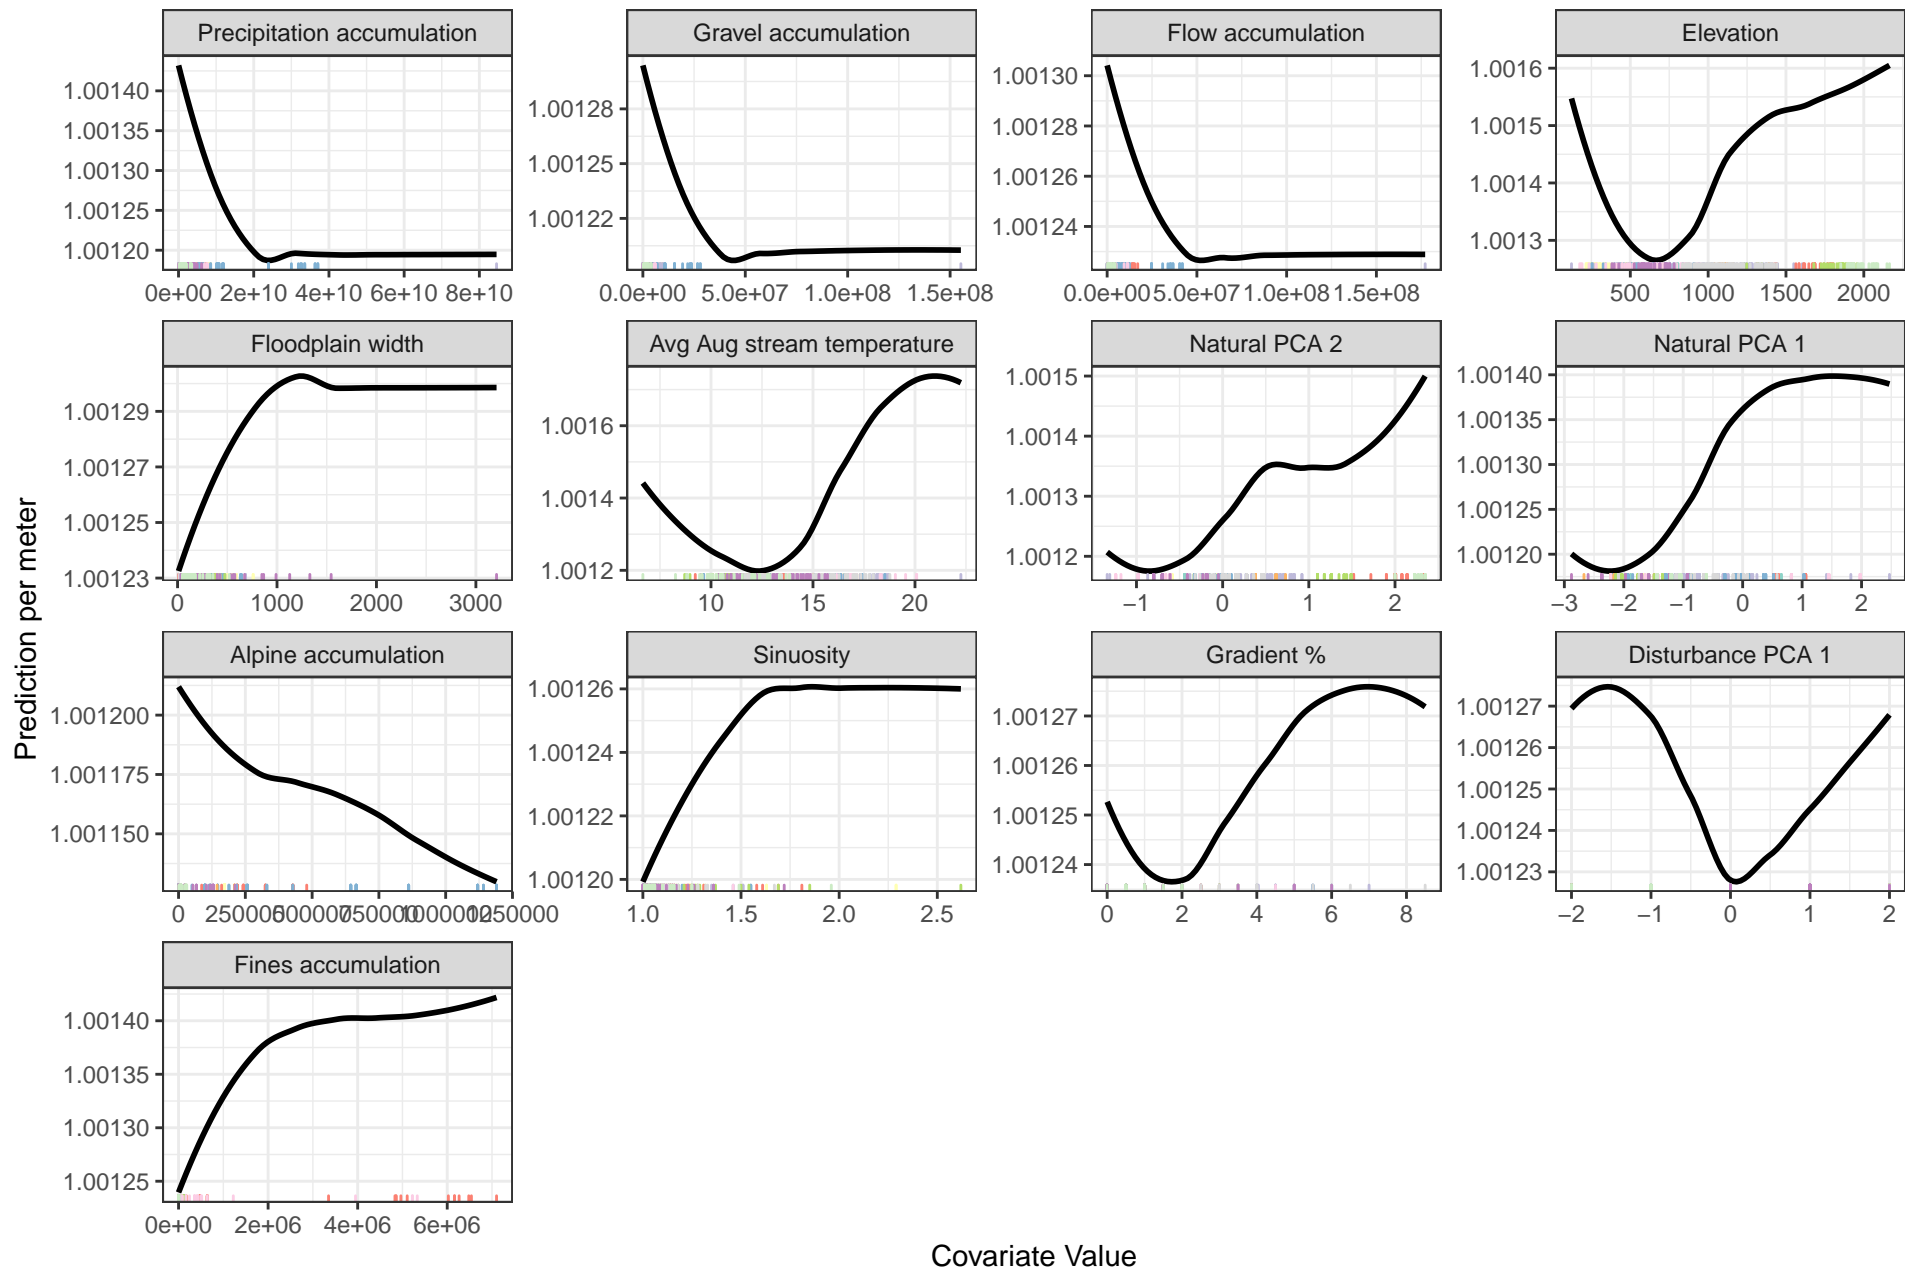 Precipitation accumulation
1.00140
1.00135
1.00130
1.00125
1.00120
0e+00 2e+10 4e+10 6e+10 8e+10
Gravel accumulation
1.00128
1.00125
1.00122
0.0e+00 5.0e+07 1.0e+08 1.5e+08
Flow accumulation
1.00130
1.00128
1.00126
1.00124
0.0e+00 5.0e+07 1.0e+08 1.5e+08
Elevation
1.0016
1.0015
1.0014
1.0013
500 1000 1500 2000
Floodplain width
1.00129
1.00127
1.00125
1.00123
0 1000 2000 3000
Avg Aug stream temperature
1.0016
1.0014
1.0012
10 15 20
Natural PCA 2
1.0015
1.0014
1.0013
1.0012
−1 0 1 2
Natural PCA 1
1.00140
1.00135
1.00130
1.00125
1.00120
−3 −2 −1 0 1 2
Alpine accumulation
1.001200
1.001175
1.001150
0 2500000 5000000 7500000 10000000 12500000
Sinuosity
1.00126
1.00124
1.00122
1.00120
1.0 1.5 2.0 2.5
Gradient %
1.00127
1.00126
1.00125
1.00124
0 2 4 6 8
Disturbance PCA 1
1.00127
1.00126
1.00125
1.00124
1.00123
−2 −1 0 1 2
Fines accumulation
1.00140
1.00135
1.00130
1.00125
0e+00 2e+06 4e+06 6e+06
Prediction per meter
Covariate Value